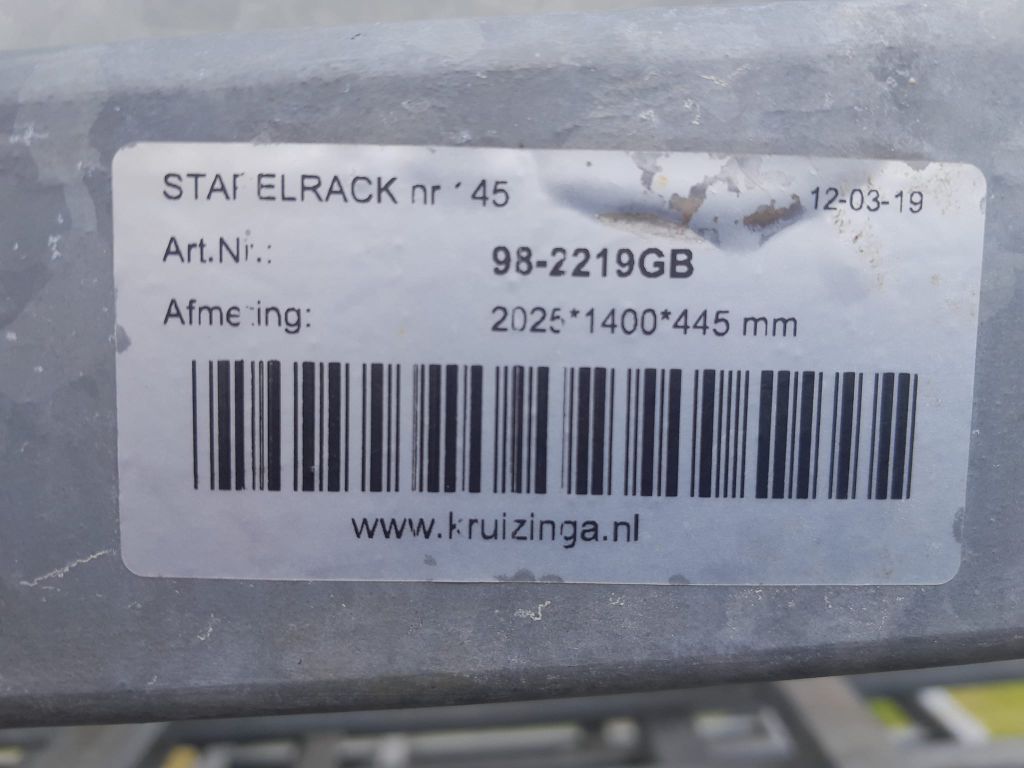 STAPELRACK nr 145
12-03-19
Art.Nr.:
98-2219GB
Afmeting:
2025*1400*445 mm
www.kruizinga.nl